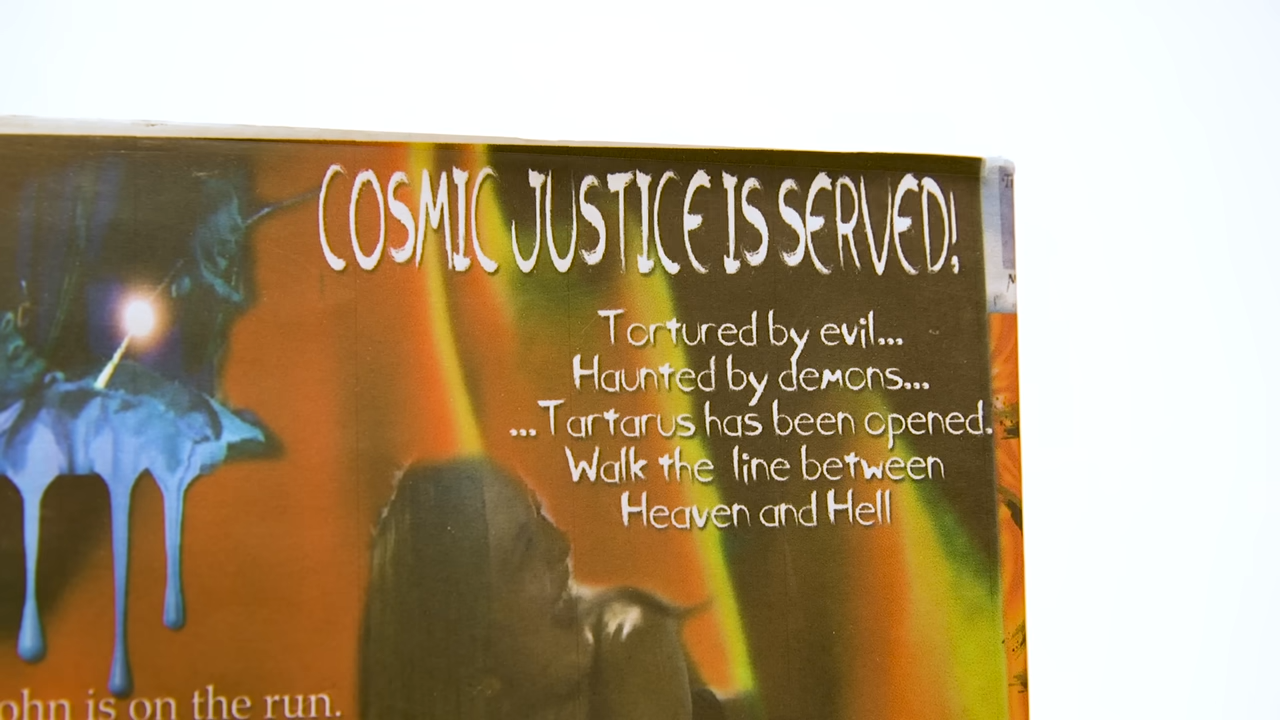 COSMIC JUSTICE IS SERVED!
Tortured by evil...
Haunted by demons...
...Tartarus has been opened.
Walk the line between
Heaven and Hell
ohn is on the run.